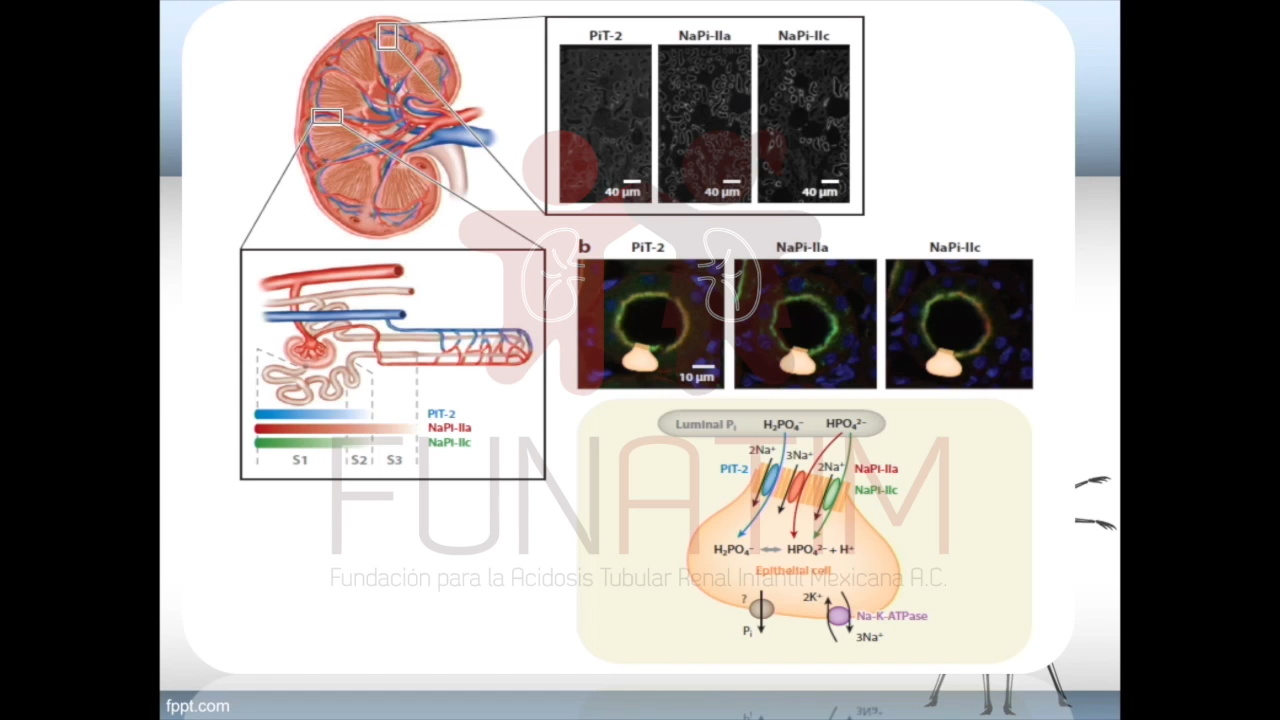 PiT-2 NaPi-IIa NaPi-IIc
40 μm 40 μm 40 μm
b PiT-2 NaPi-IIa NaPi-IIc
10 μm
PiT-2
NaPi-IIa
NaPi-IIc
S1 S2 S3
Luminal Pi H₂PO₄⁻ HPO₄²⁻
2Na⁺ 3Na⁺ 2Na⁺
PiT-2 NaPi-IIa
NaPi-IIc
H₂PO₄⁻ HPO₄²⁻ + H⁺
Epithelial cell
? 2K⁺
Na-K-ATPase
Pi 3Na⁺
FUNATIM
Fundación para la Acidosis Tubular Renal Infantil Mexicana A.C.
fppt.com